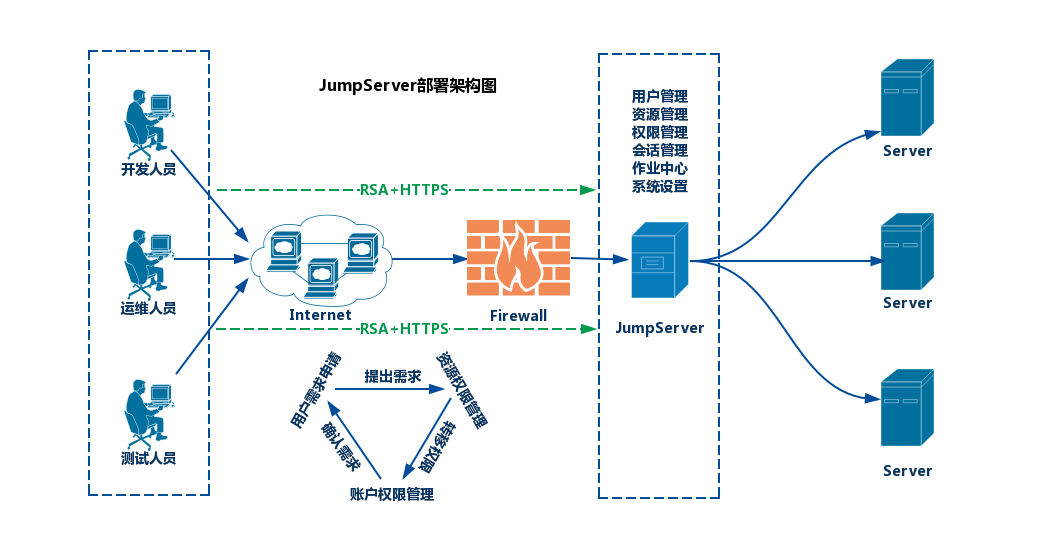 JumpServer部署架构图
开发人员
运维人员
测试人员
RSA+HTTPS
Internet
Firewall
RSA+HTTPS
用户管理
资源管理
权限管理
会话管理
作业中心
系统设置
JumpServer
Server
Server
Server
用户需求申请
提出需求
资源权限管理
转移权限
账户权限管理
确认需求